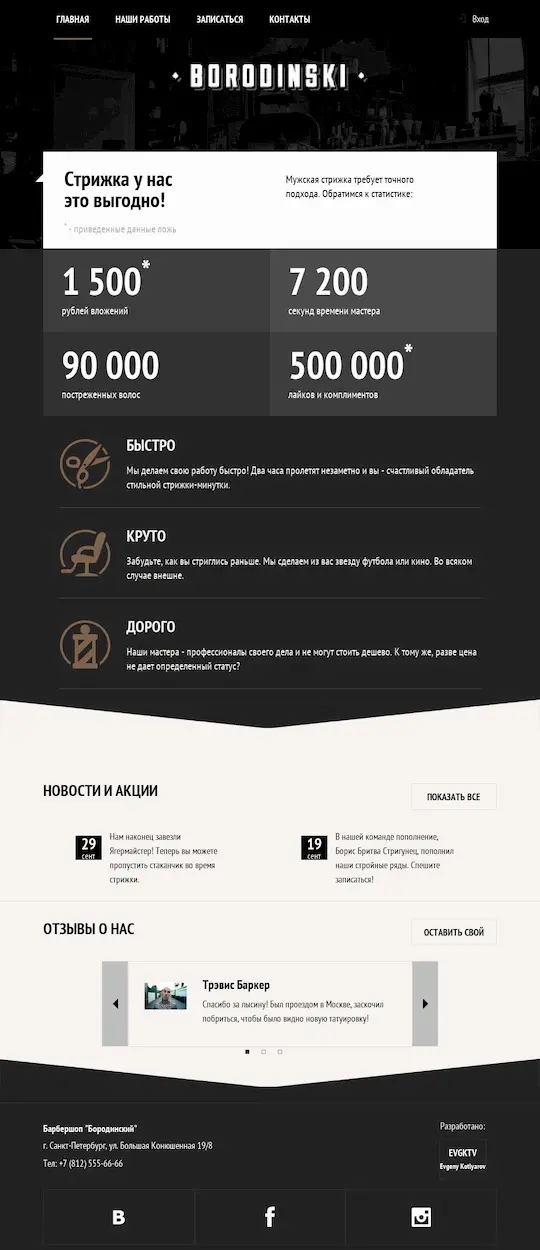 ГЛАВНАЯ НАШИ РАБОТЫ ЗАПИСАТЬСЯ КОНТАКТЫ Вход
BORODINSKI
Стрижка у нас
это выгодно!
* - приведенные данные ложь
Мужская стрижка требует точного
подхода. Обратимся к статистике:
1 500*
рублей вложений
7 200
секунд времени мастера
90 000
постреженных волос
500 000*
лайков и комплиментов
БЫСТРО
Мы делаем свою работу быстро! Два часа пролетят незаметно и вы - счастливый обладатель
стильной стрижки-минутки.
КРУТО
Забудьте, как вы стриглись раньше. Мы сделаем из вас звезду футбола или кино. Во всяком
случае внешне.
ДОРОГО
Наши мастера - профессионалы своего дела и не могут стоить дешево. К тому же, разве цена
не дает определенный статус?
НОВОСТИ И АКЦИИ
ПОКАЗАТЬ ВСЕ
29
сент
Нам наконец завезли
Ягермайстер! Теперь вы можете
пропустить стаканчик во время
стрижки.
19
сент
В нашей команде пополнение,
Борис Бритва Стригунец, пополнил
наши стройные ряды. Спешите
записаться!
ОТЗЫВЫ О НАС
ОСТАВИТЬ СВОЙ
Трэвис Баркер
Спасибо за лысину! Был проездом в Москве, заскочил
побриться, чтобы было видно новую татуировку!
Барбершоп "Бородинский"
г. Санкт-Петербург, ул. Большая Конюшенная 19/8
Тел: +7 (812) 555-66-66
Разработано:
EVGKTV
Evgeny Kotlyarov